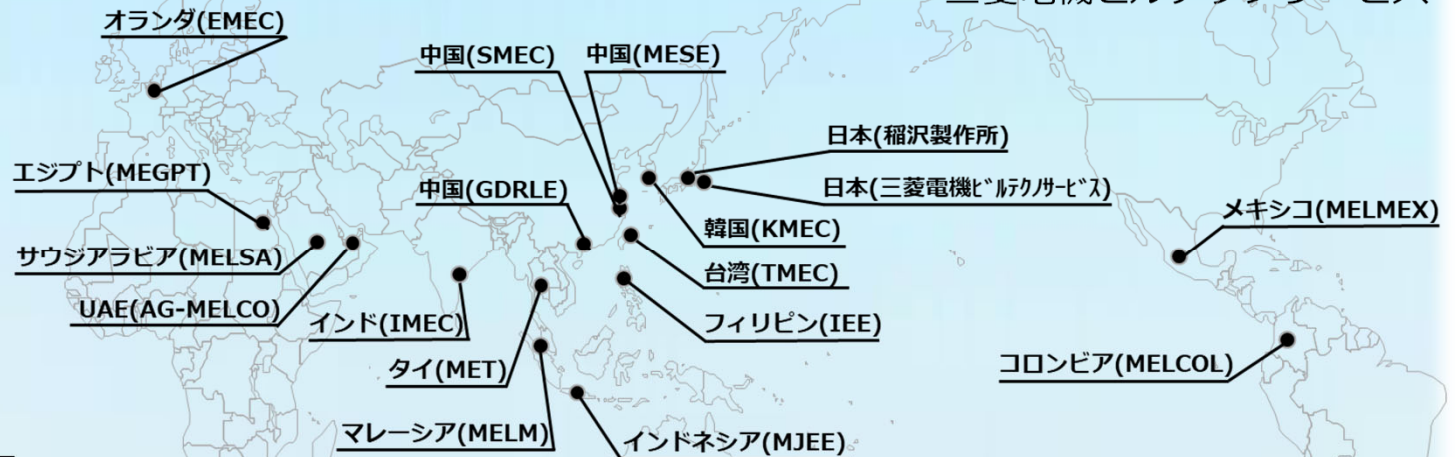 オランダ(EMEC)
中国(SMEC)
中国(MESE)
日本(稲沢製作所)
エジプト(MEGPT)
中国(GDRLE)
日本(三菱電機ﾋﾞﾙﾃｸﾉｻｰﾋﾞｽ)
メキシコ(MELMEX)
韓国(KMEC)
サウジアラビア(MELSA)
台湾(TMEC)
UAE(AG-MELCO)
インド(IMEC)
フィリピン(IEE)
タイ(MET)
コロンビア(MELCOL)
マレーシア(MELM)
インドネシア(MJEE)